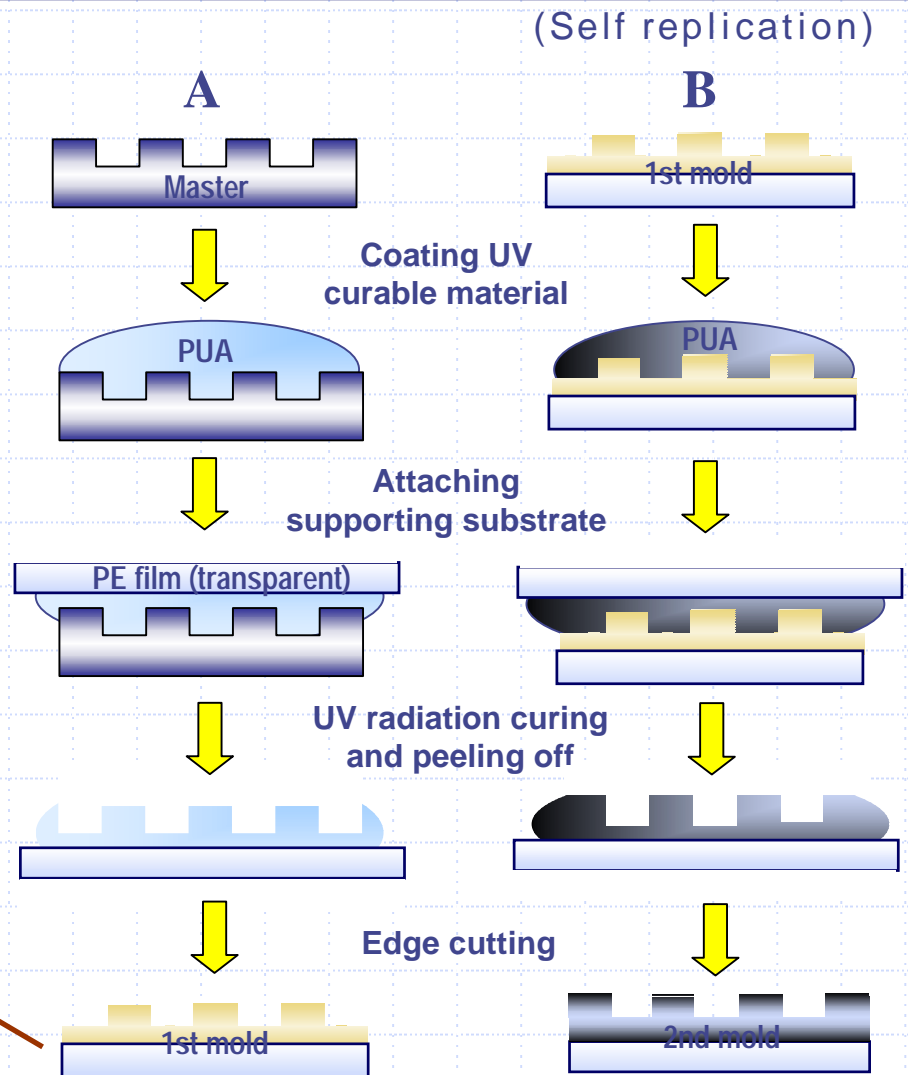 (Self replication)
A
B
Master
1st mold
Coating UV
curable material
PUA
PUA
Attaching
supporting substrate
PE film (transparent)
UV radiation curing
and peeling off
Edge cutting
1st mold
2nd mold